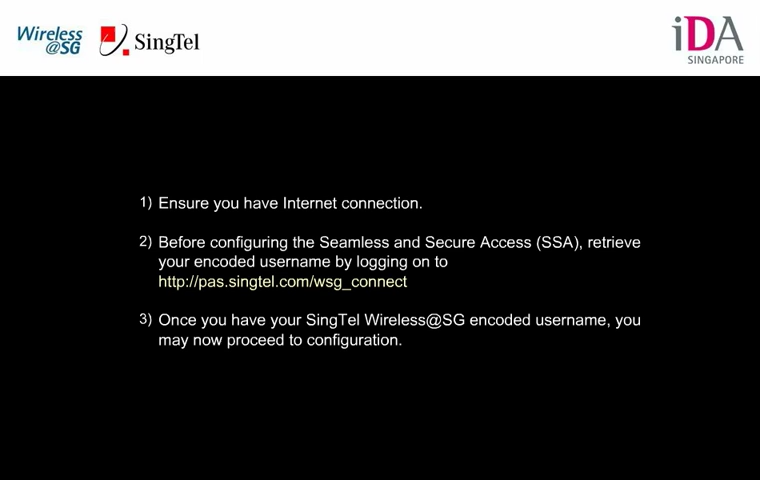 Wireless
@SG
SingTel
iDA
SINGAPORE
1) Ensure you have Internet connection.
2) Before configuring the Seamless and Secure Access (SSA), retrieve
your encoded username by logging on to
http://pas.singtel.com/wsg_connect
3) Once you have your SingTel Wireless@SG encoded username, you
may now proceed to configuration.